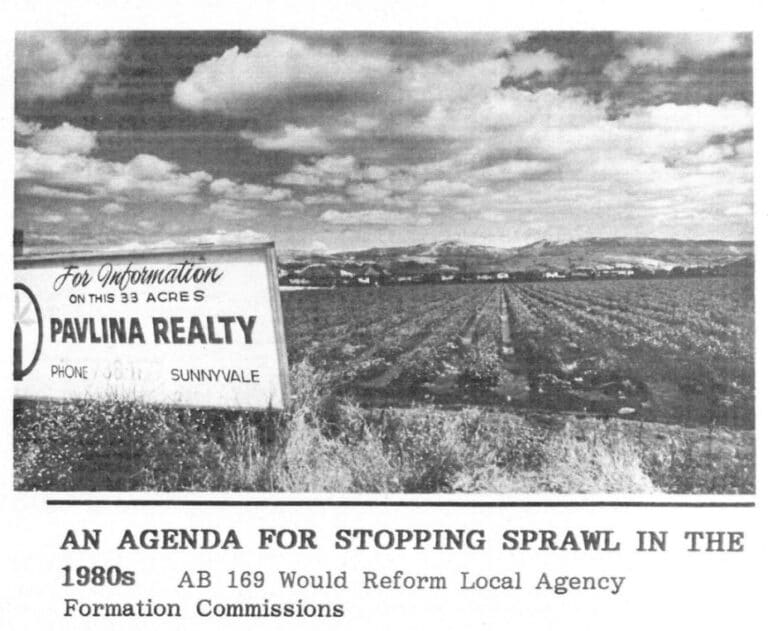 For Information
ON THIS 33 ACRES
PAVLINA REALTY
PHONE
SUNNYVALE
AN AGENDA FOR STOPPING SPRAWL IN THE
1980s AB 169 Would Reform Local Agency
Formation Commissions